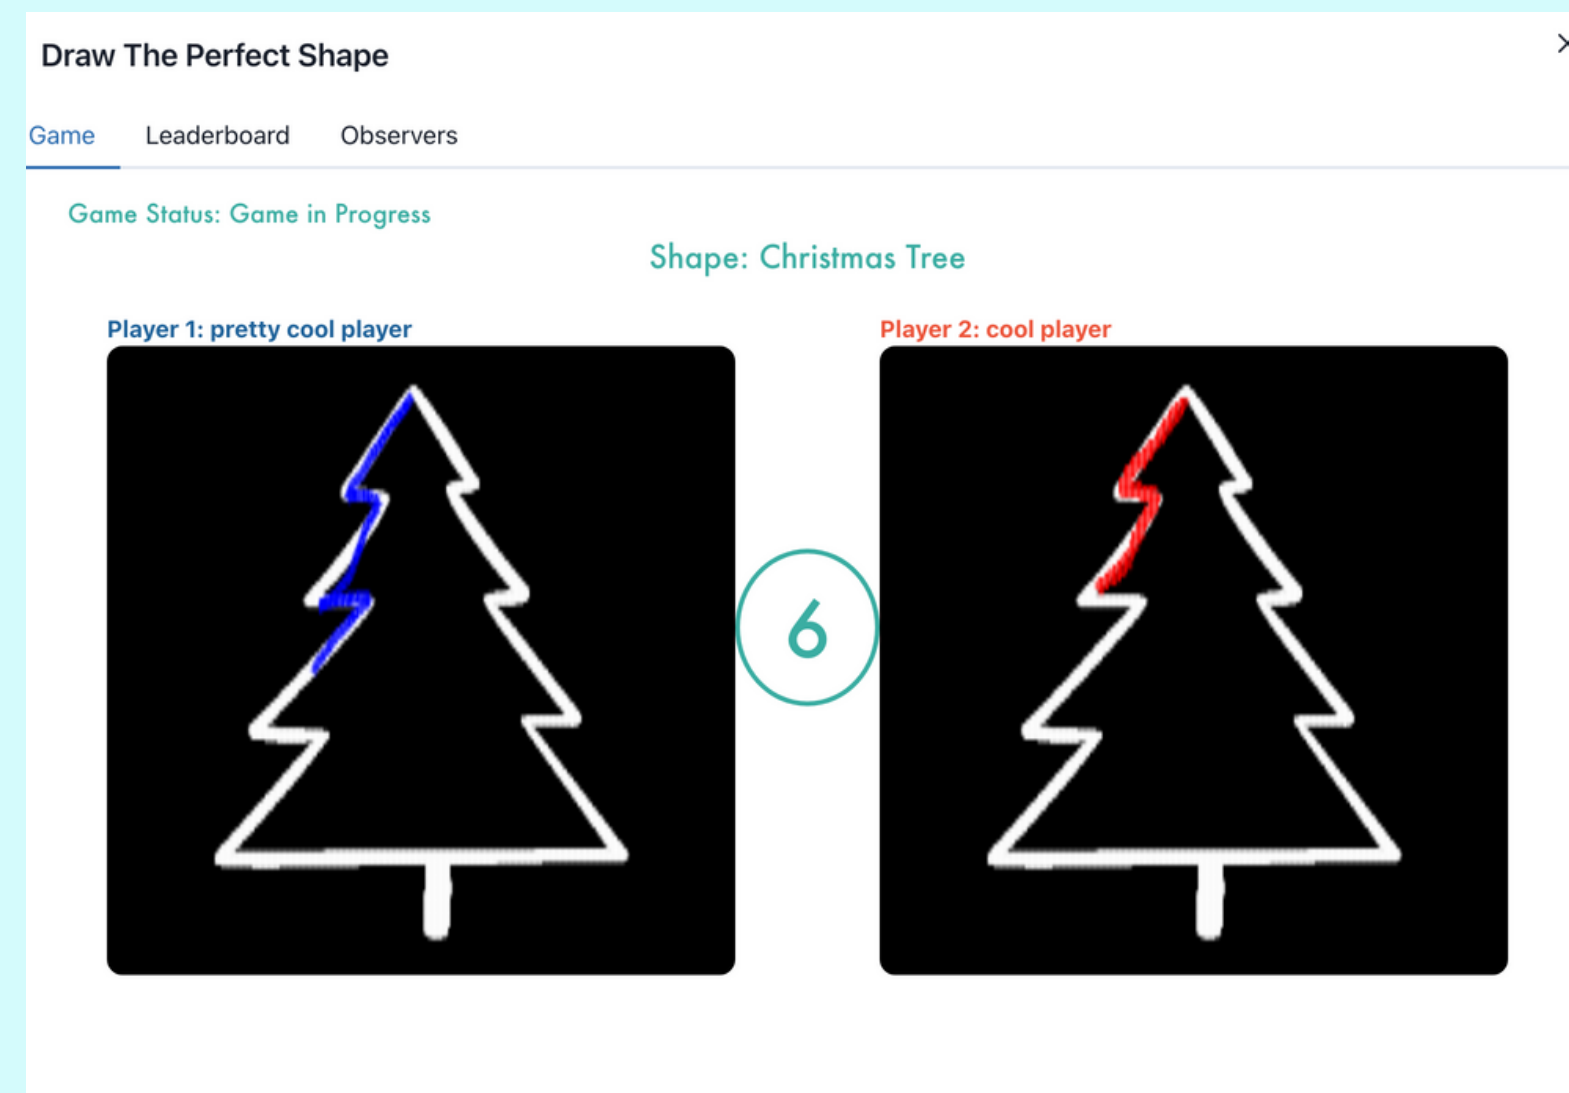 Draw The Perfect Shape
Game Leaderboard Observers
Game Status: Game in Progress
Shape: Christmas Tree
Player 1: pretty cool player
Player 2: cool player
6